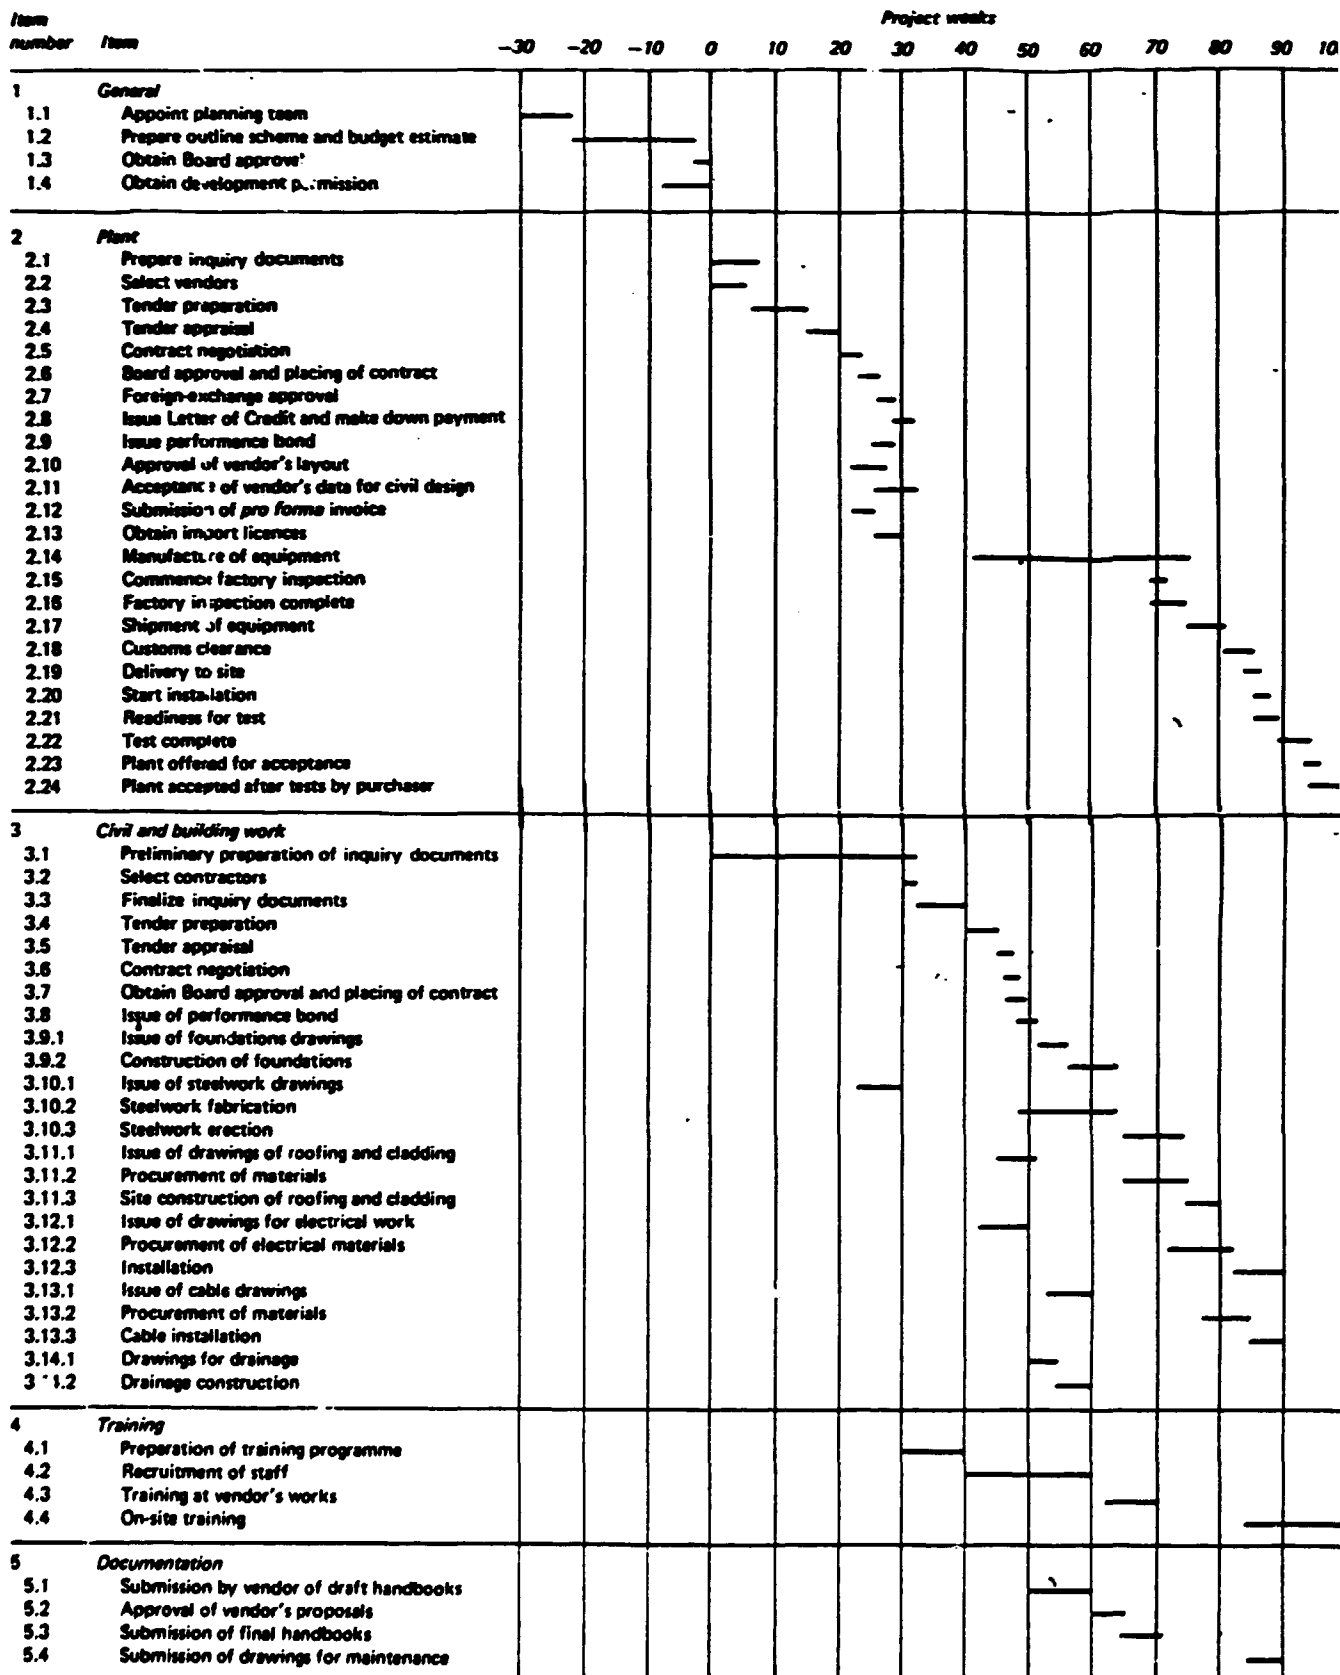 Item Project weeks
number Item −30 −20 −10 0 10 20 30 40 50 60 70 80 90 10
1 General
1.1 Appoint planning team
1.2 Prepare outline scheme and budget estimate
1.3 Obtain Board approva'
1.4 Obtain development p..mission
2 Plant
2.1 Prepare inquiry documents
2.2 Select vendors
2.3 Tender preparation
2.4 Tender appraisal
2.5 Contract negotiation
2.6 Board approval and placing of contract
2.7 Foreign-exchange approval
2.8 Issue Letter of Credit and make down payment
2.9 Issue performance bond
2.10 Approval of vendor's layout
2.11 Acceptance of vendor's data for civil design
2.12 Submission of pro forma invoice
2.13 Obtain import licences
2.14 Manufacture of equipment
2.15 Commence factory inspection
2.16 Factory inspection complete
2.17 Shipment of equipment
2.18 Customs clearance
2.19 Delivery to site
2.20 Start installation
2.21 Readiness for test
2.22 Test complete
2.23 Plant offered for acceptance
2.24 Plant accepted after tests by purchaser
3 Civil and building work
3.1 Preliminary preparation of inquiry documents
3.2 Select contractors
3.3 Finalize inquiry documents
3.4 Tender preparation
3.5 Tender appraisal
3.6 Contract negotiation
3.7 Obtain Board approval and placing of contract
3.8 Issue of performance bond
3.9.1 Issue of foundations drawings
3.9.2 Construction of foundations
3.10.1 Issue of steelwork drawings
3.10.2 Steelwork fabrication
3.10.3 Steelwork erection
3.11.1 Issue of drawings of roofing and cladding
3.11.2 Procurement of materials
3.11.3 Site construction of roofing and cladding
3.12.1 Issue of drawings for electrical work
3.12.2 Procurement of electrical materials
3.12.3 Installation
3.13.1 Issue of cable drawings
3.13.2 Procurement of materials
3.13.3 Cable installation
3.14.1 Drawings for drainage
Drainage construction
4 Training
4.1 Preparation of training programme
4.2 Recruitment of staff
4.3 Training at vendor's works
4.4 On-site training
5 Documentation
5.1 Submission by vendor of draft handbooks
5.2 Approval of vendor's proposals
5.3 Submission of final handbooks
5.4 Submission of drawings for maintenance